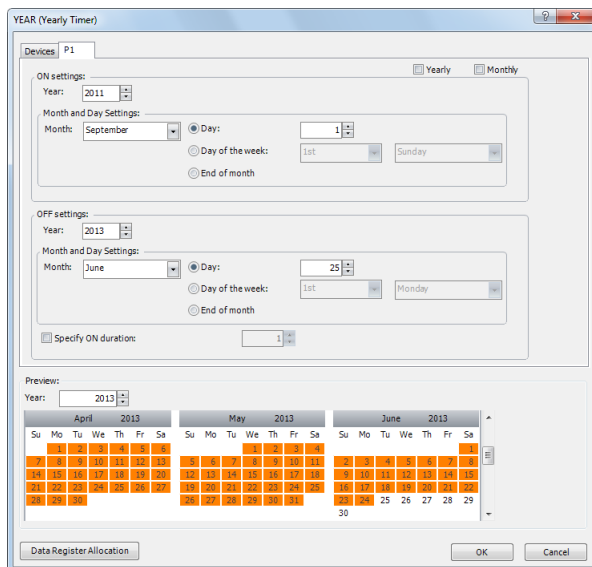 YEAR (Yearly Timer)
Devices P1
Yearly Monthly
ON settings:
Year: 2011
Month and Day Settings:
Month: September Day: 1
Day of the week: 1st Sunday
End of month
OFF settings:
Year: 2013
Month and Day Settings:
Month: June Day: 25
Day of the week: 1st Monday
End of month
Specify ON duration: 1
Preview:
Year: 2013
April 2013 May 2013 June 2013
Su Mo Tu We Th Fr Sa Su Mo Tu We Th Fr Sa Su Mo Tu We Th Fr Sa
1 2 3 4 5 6 1 2 3 4 1
7 8 9 10 11 12 13 5 6 7 8 9 10 11 2 3 4 5 6 7 8
14 15 16 17 18 19 20 12 13 14 15 16 17 18 9 10 11 12 13 14 15
21 22 23 24 25 26 27 19 20 21 22 23 24 25 16 17 18 19 20 21 22
28 29 30 26 27 28 29 30 31 23 24 25 26 27 28 29
30
Data Register Allocation OK Cancel